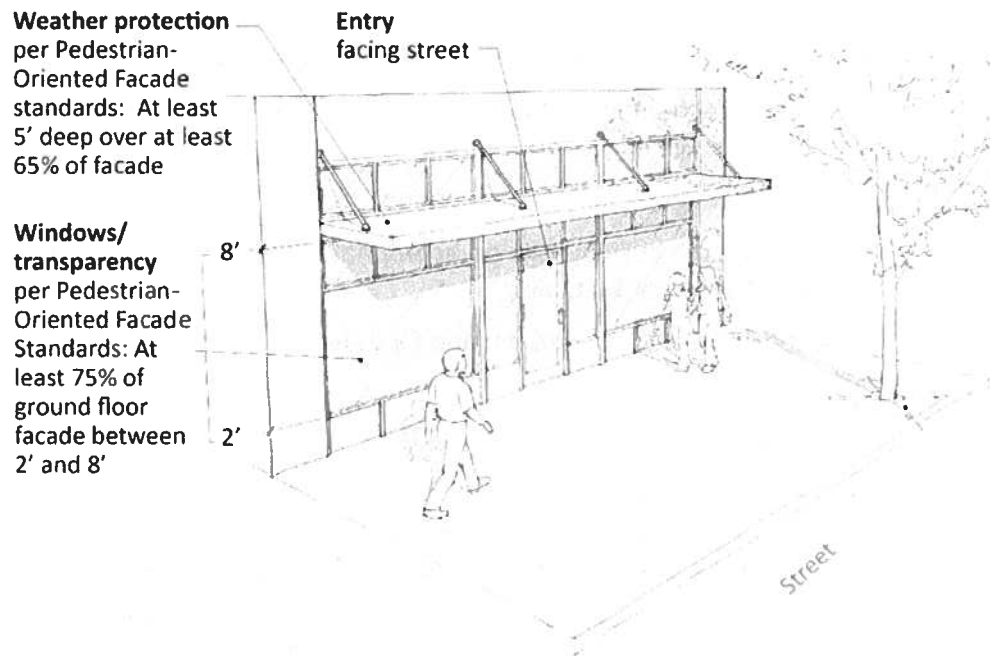 Weather protection
per Pedestrian-
Oriented Facade
standards: At least
5' deep over at least
65% of facade
Entry
facing street
Windows/
transparency
per Pedestrian-
Oriented Facade
Standards: At
least 75% of
ground floor
facade between
2' and 8'
8'
2'
Street